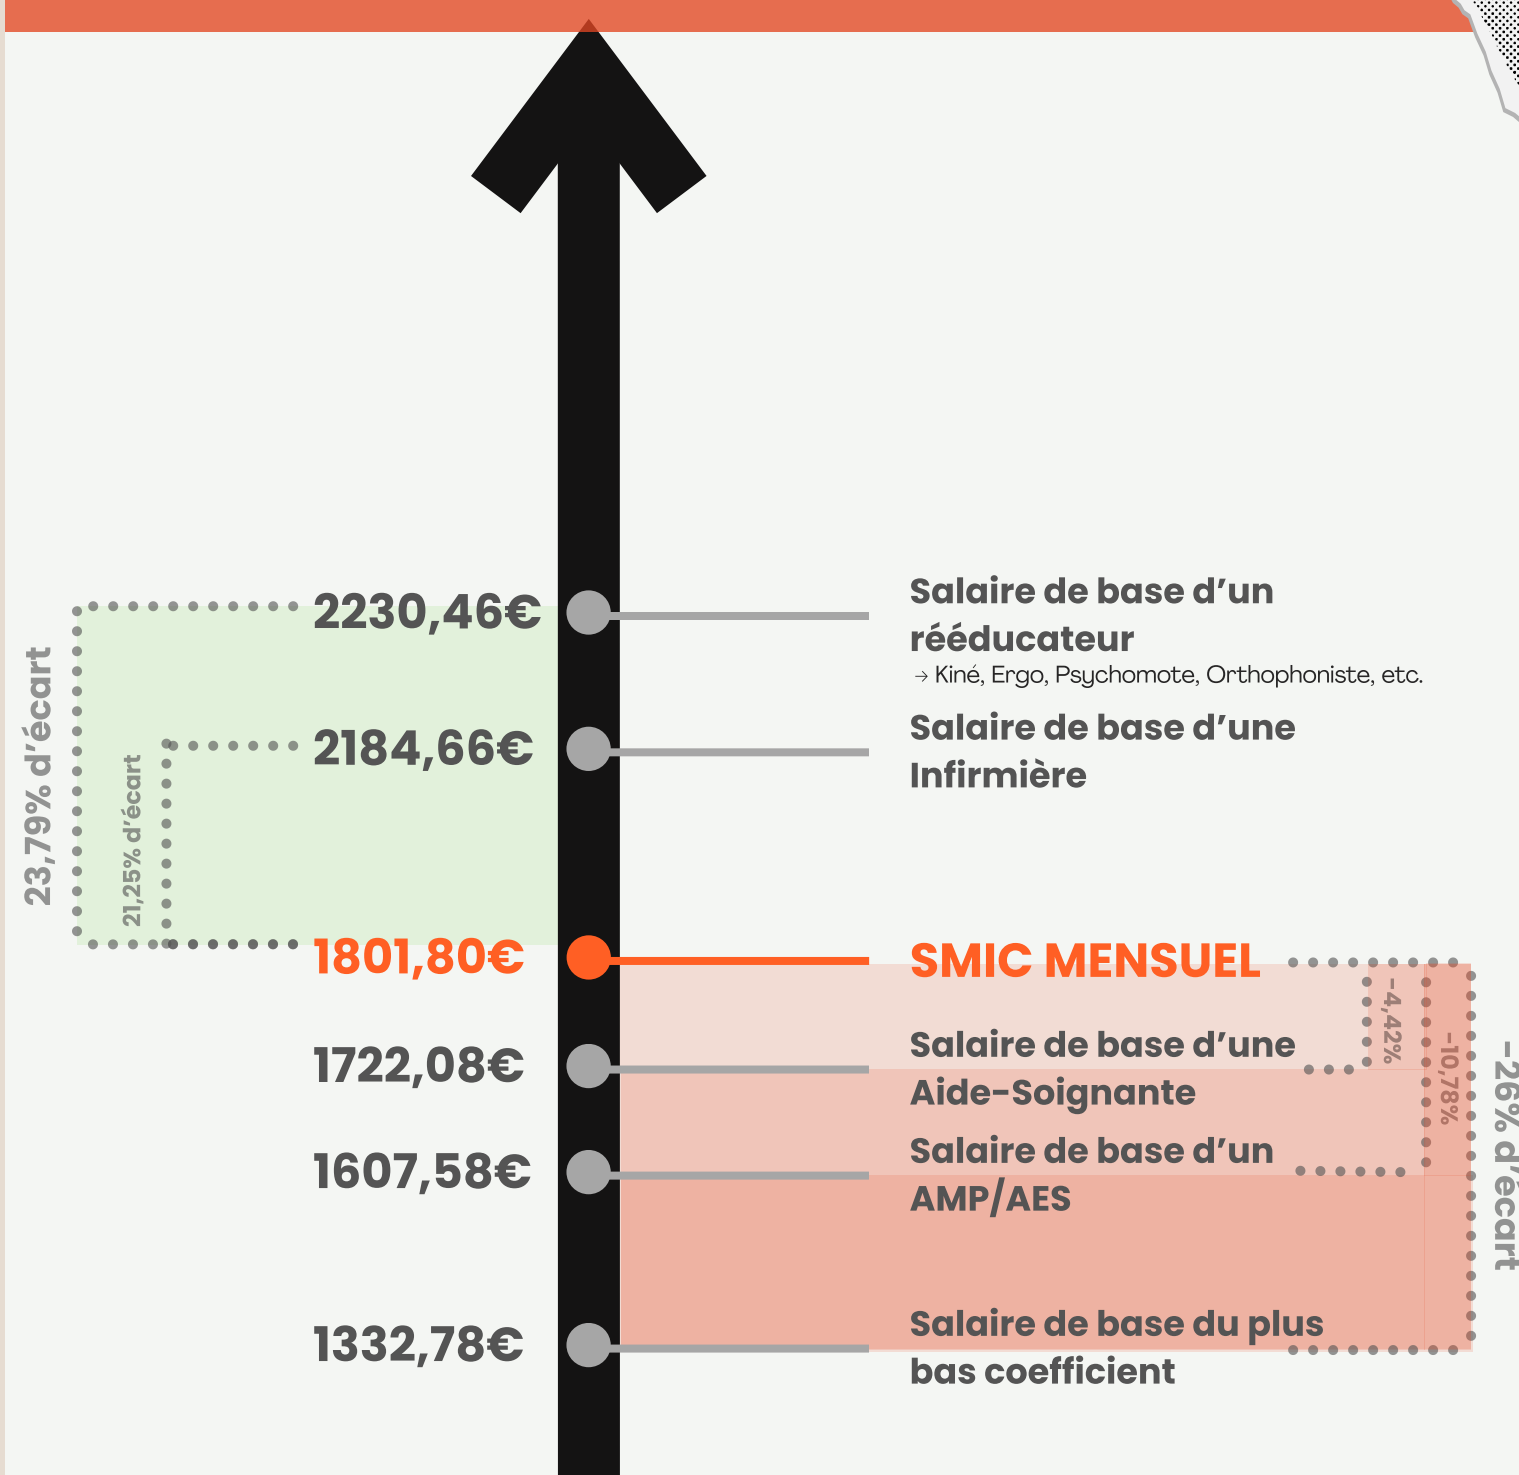 2230,46€
Salaire de base d’un
rééducateur
→ Kiné, Ergo, Psychomote, Orthophoniste, etc.
2184,66€
Salaire de base d’une
Infirmière
23,79% d’écart
21,25% d’écart
1801,80€
SMIC MENSUEL
-4,42%
-10,78%
-26% d’écart
1722,08€
Salaire de base d’une
Aide-Soignante
1607,58€
Salaire de base d’un
AMP/AES
1332,78€
Salaire de base du plus
bas coefficient